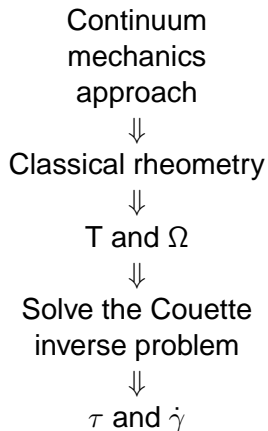 Continuum
mechanics
approach
⇓
Classical rheometry
⇓
T and Ω
⇓
Solve the Couette
inverse problem
⇓
τ and γ̇